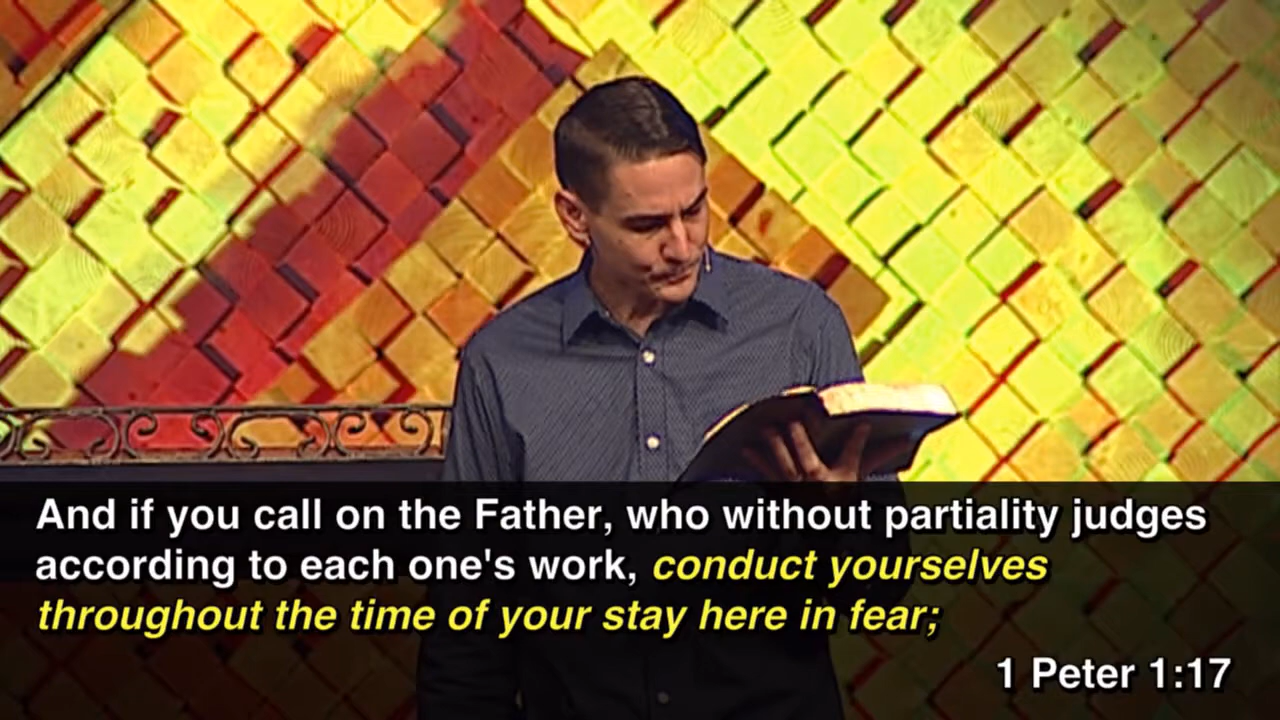 And if you call on the Father, who without partiality judges
according to each one's work, conduct yourselves
throughout the time of your stay here in fear;
1 Peter 1:17